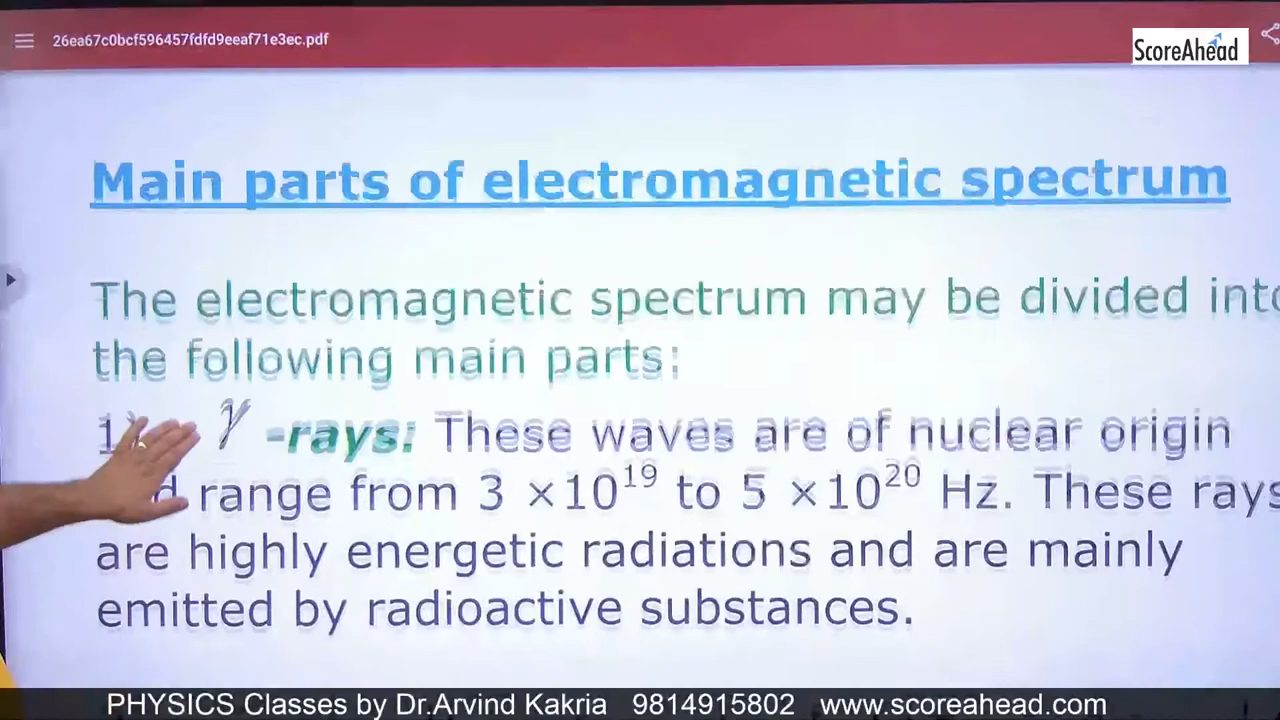 26ea67c0bcf596457fdfd9eeaf71e3ec.pdf
ScoreAhead
Main parts of electromagnetic spectrum
The electromagnetic spectrum may be divided into
the following main parts:
γ -rays: These waves are of nuclear origin
range from 3 ×10¹⁹ to 5 ×10²⁰ Hz. These rays
are highly energetic radiations and are mainly
emitted by radioactive substances.
PHYSICS Classes by Dr.Arvind Kakria 9814915802 www.scoreahead.com